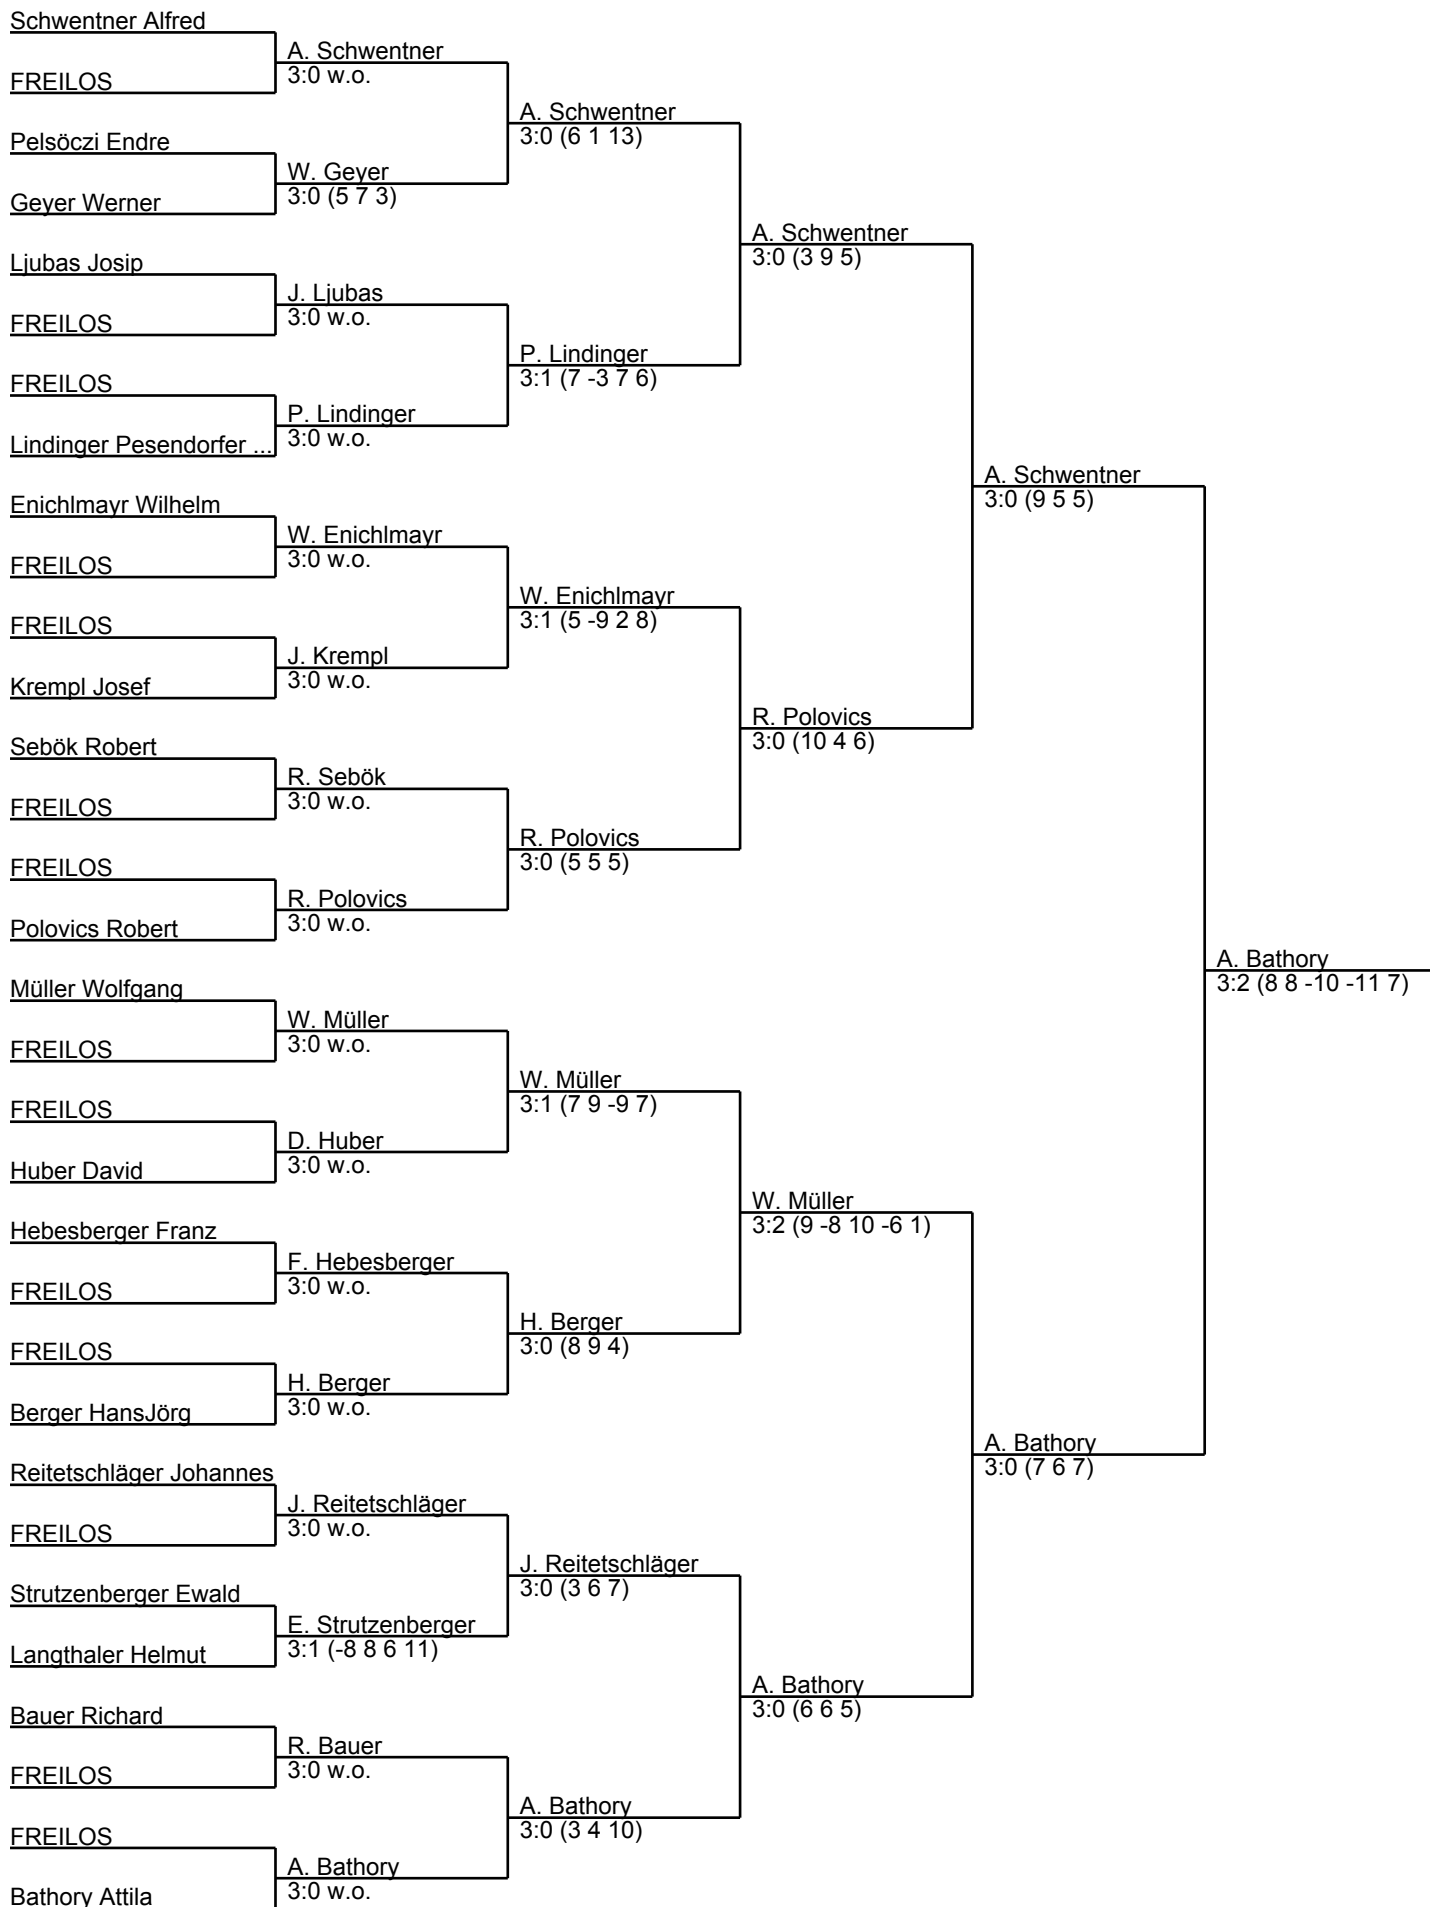 Schwentner Alfred
A. Schwentner
3:0 w.o.
FREILOS
A. Schwentner
3:0 (6 1 13)
Pelsöczi Endre
W. Geyer
3:0 (5 7 3)
Geyer Werner
A. Schwentner
3:0 (3 9 5)
Ljubas Josip
J. Ljubas
3:0 w.o.
FREILOS
P. Lindinger
3:1 (7 -3 7 6)
FREILOS
P. Lindinger
3:0 w.o.
Lindinger Pesendorfer ...
A. Schwentner
3:0 (9 5 5)
Enichlmayr Wilhelm
W. Enichlmayr
3:0 w.o.
FREILOS
W. Enichlmayr
3:1 (5 -9 2 8)
FREILOS
J. Krempl
3:0 w.o.
Krempl Josef
R. Polovics
3:0 (10 4 6)
Sebök Robert
R. Sebök
3:0 w.o.
FREILOS
R. Polovics
3:0 (5 5 5)
FREILOS
R. Polovics
3:0 w.o.
Polovics Robert
A. Bathory
3:2 (8 8 -10 -11 7)
Müller Wolfgang
W. Müller
3:0 w.o.
FREILOS
W. Müller
3:1 (7 9 -9 7)
FREILOS
D. Huber
3:0 w.o.
Huber David
W. Müller
3:2 (9 -8 10 -6 1)
Hebesberger Franz
F. Hebesberger
3:0 w.o.
FREILOS
H. Berger
3:0 (8 9 4)
FREILOS
H. Berger
3:0 w.o.
Berger HansJörg
A. Bathory
3:0 (7 6 7)
Reitetschläger Johannes
J. Reitetschläger
3:0 w.o.
FREILOS
J. Reitetschläger
3:0 (3 6 7)
Strutzenberger Ewald
E. Strutzenberger
3:1 (-8 8 6 11)
Langthaler Helmut
A. Bathory
3:0 (6 6 5)
Bauer Richard
R. Bauer
3:0 w.o.
FREILOS
A. Bathory
3:0 (3 4 10)
FREILOS
A. Bathory
3:0 w.o.
Bathory Attila